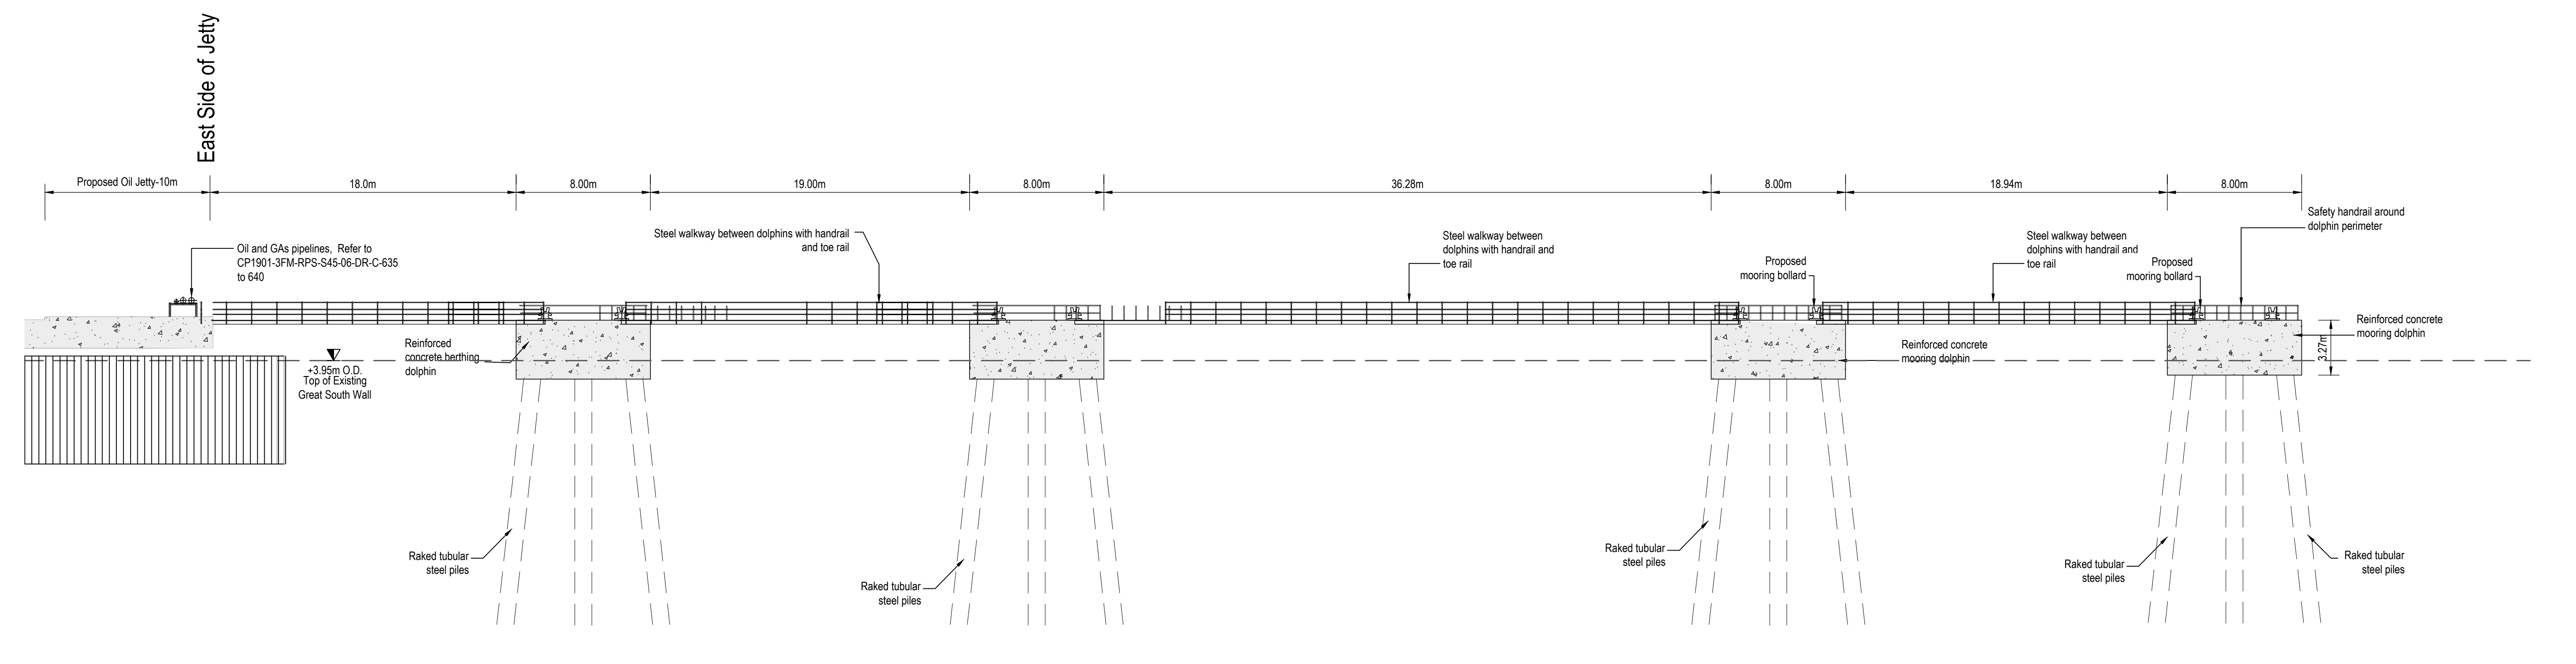 East Side of Jetty
Proposed Oil Jetty-10m
18.0m
8.00m
19.00m
8.00m
36.28m
8.00m
18.94m
8.00m
Oil and GAs pipelines, Refer to
CP1901-3FM-RPS-S45-06-DR-C-635
to 640
Steel walkway between dolphins with handrail
and toe rail
Steel walkway between
dolphins with handrail and
toe rail
Proposed
mooring bollard
Steel walkway between
dolphins with handrail and
toe rail
Proposed
mooring bollard
Safety handrail around
dolphin perimeter
+3.95m O.D.
Top of Existing
Great South Wall
Reinforced
concrete berthing
dolphin
Reinforced concrete
mooring dolphin
Reinforced concrete
mooring dolphin
3.27m
Raked tubular
steel piles
Raked tubular
steel piles
Raked tubular
steel piles
Raked tubular
steel piles
Raked tubular
steel piles